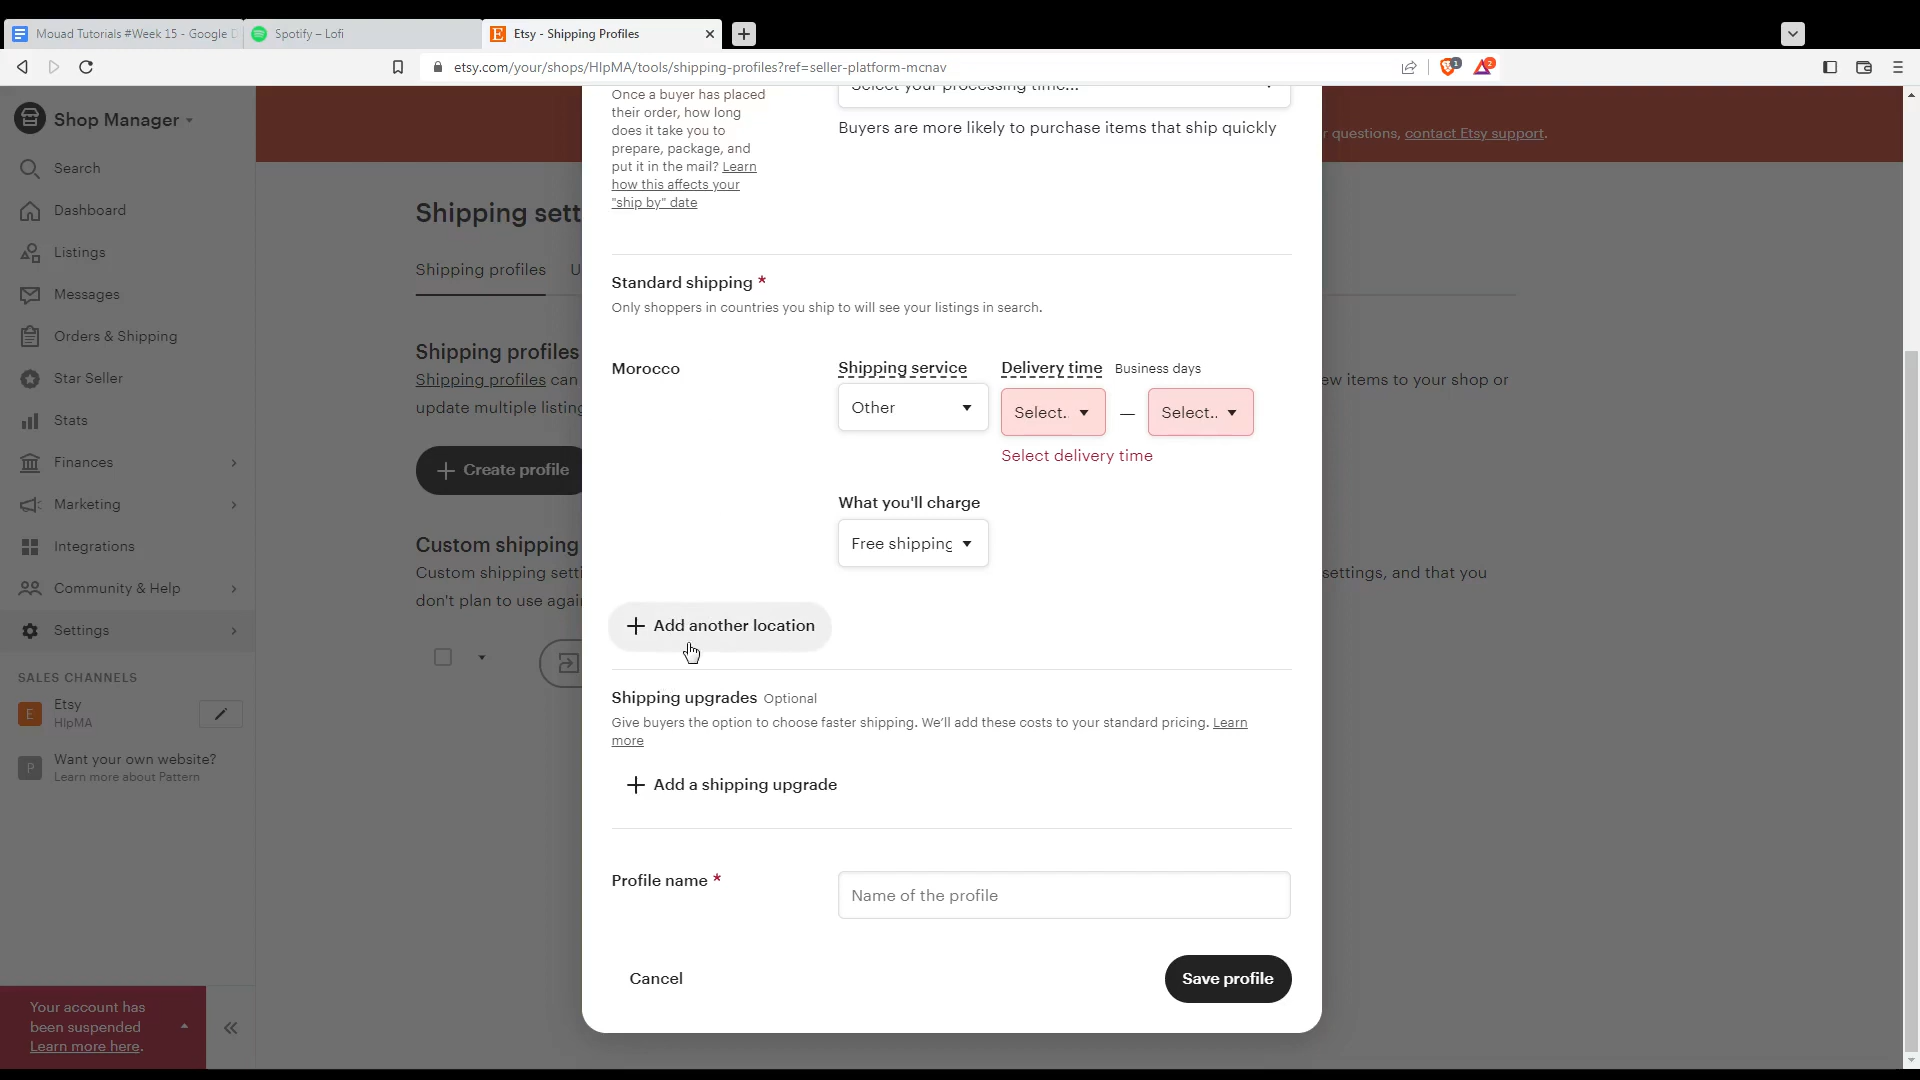 Mouad Tutorials #Week 15 - Google D
Spotify – Lofi
Etsy - Shipping Profiles
etsy.com/your/shops/HlpMA/tools/shipping-profiles?ref=seller-platform-mcnav
1
2
Shop Manager
Search
Dashboard
Listings
Messages
Orders & Shipping
Star Seller
Stats
Finances
Marketing
Integrations
Community & Help
Settings
SALES CHANNELS
E
Etsy
HlpMA
P
Want your own website?
Learn more about Pattern
Your account has
been suspended
Learn more here.
r questions, contact Etsy support.
Shipping sett
Shipping profiles U
Shipping profiles
Shipping profiles can
ew items to your shop or
update multiple listing
Create profile
Custom shipping
Custom shipping setti
settings, and that you
don't plan to use agai
Once a buyer has placed
their order, how long
does it take you to
prepare, package, and
put it in the mail? Learn
how this affects your
"ship by" date
Select your processing time...
Buyers are more likely to purchase items that ship quickly
Standard shipping *
Only shoppers in countries you ship to will see your listings in search.
Morocco
Shipping service
Other
Delivery time Business days
Select.. — Select..
Select delivery time
What you'll charge
Free shipping
Add another location
Shipping upgrades Optional
Give buyers the option to choose faster shipping. We'll add these costs to your standard pricing. Learn
more
Add a shipping upgrade
Profile name *
Name of the profile
Cancel
Save profile